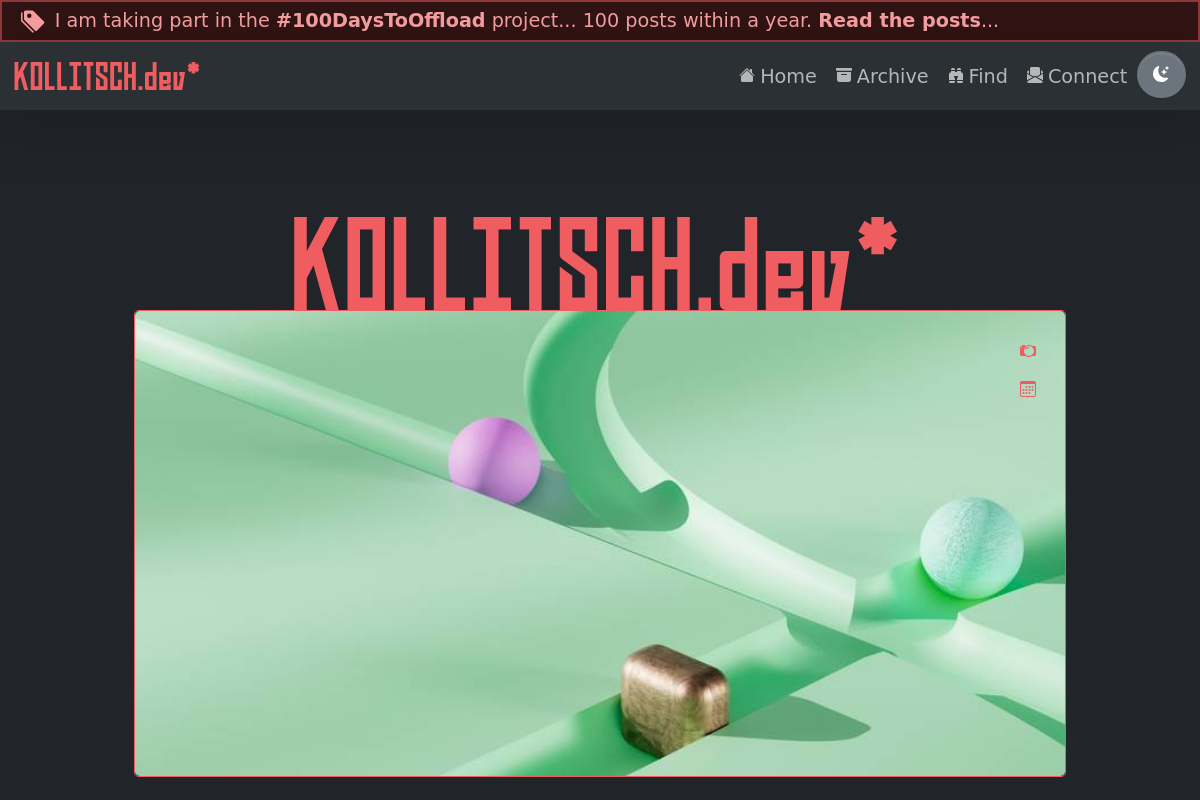 I am taking part in the #100DaysToOffload project... 100 posts within a year. Read the posts...
KOLLITSCH.dev*
Home Archive Find Connect
KOLLITSCH.dev*